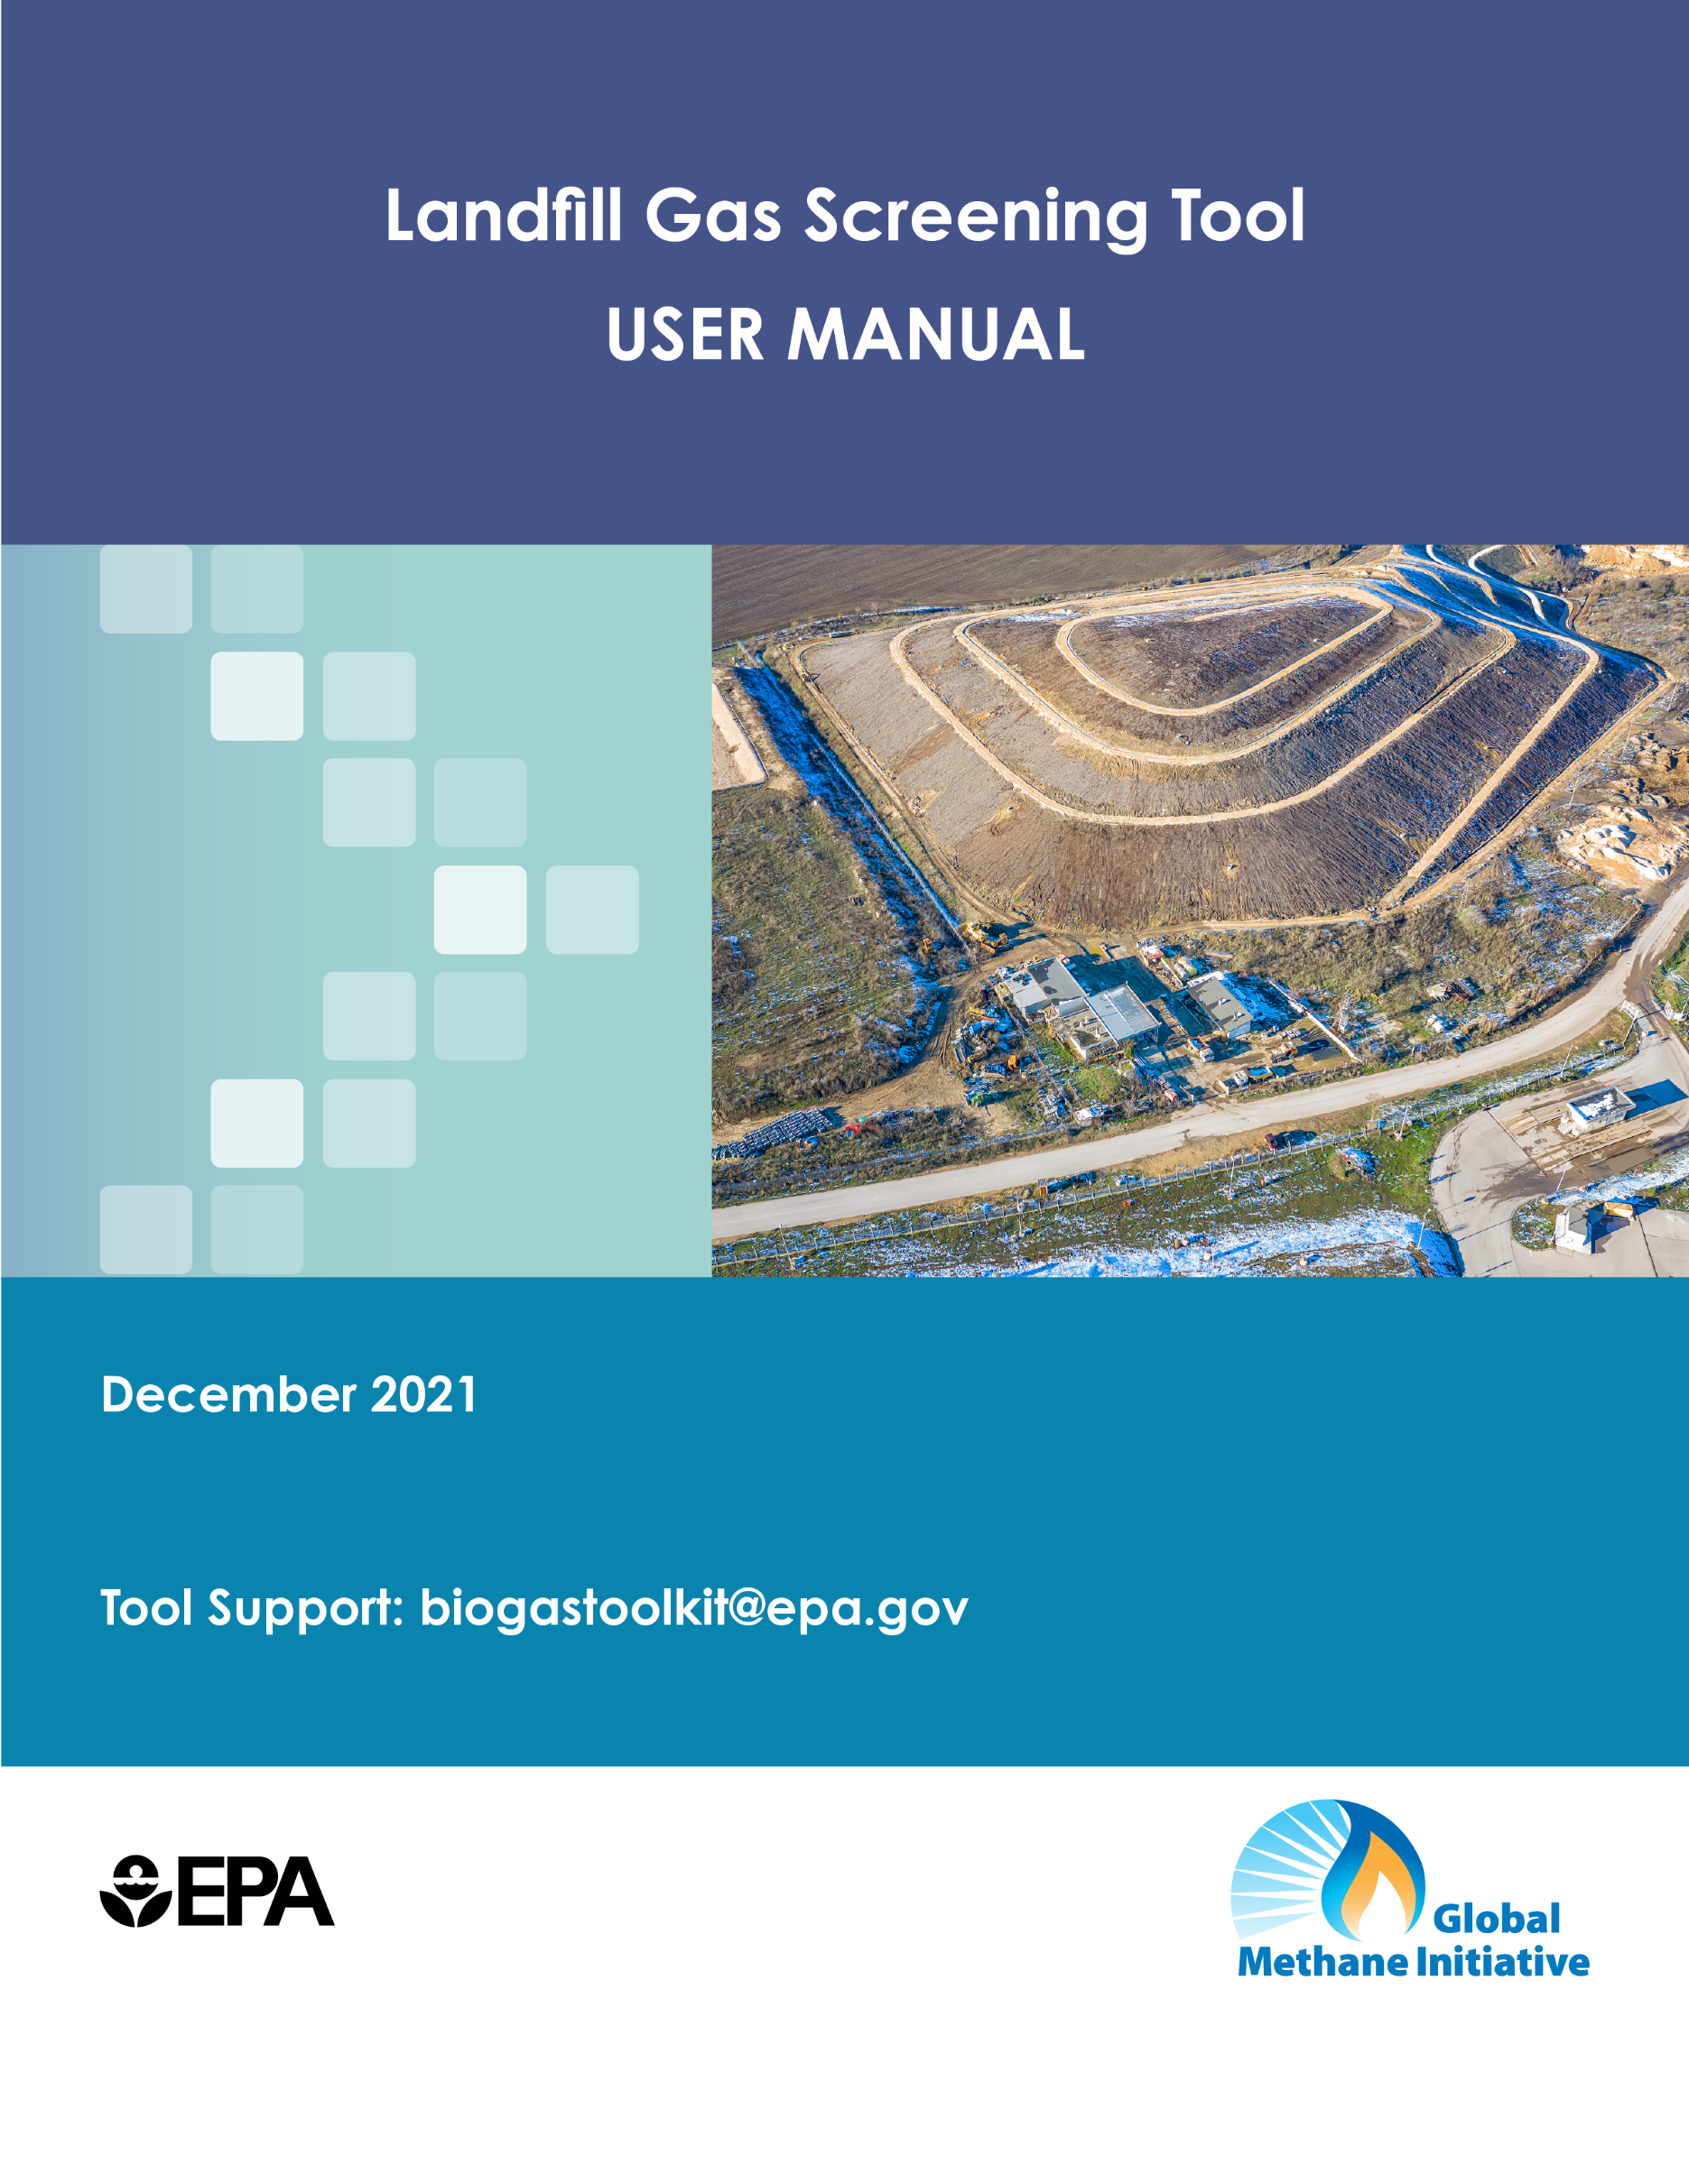 Landfill Gas Screening Tool
USER MANUAL
December 2021
Tool Support: biogastoolkit@epa.gov
EPA
Global
Methane Initiative